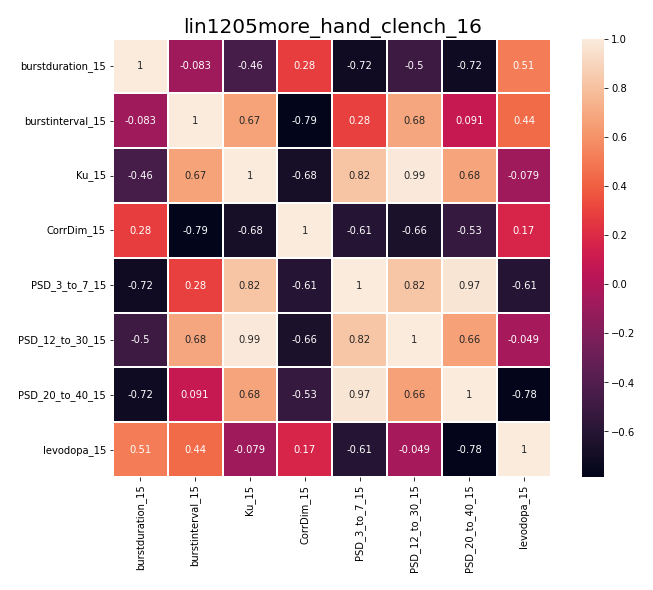 lin1205more_hand_clench_16
burstduration_15 1 -0.083 -0.46 0.28 -0.72 -0.5 -0.72 0.51
burstinterval_15 -0.083 1 0.67 -0.79 0.28 0.68 0.091 0.44
Ku_15 -0.46 0.67 1 -0.68 0.82 0.99 0.68 -0.079
CorrDim_15 0.28 -0.79 -0.68 1 -0.61 -0.66 -0.53 0.17
PSD_3_to_7_15 -0.72 0.28 0.82 -0.61 1 0.82 0.97 -0.61
PSD_12_to_30_15 -0.5 0.68 0.99 -0.66 0.82 1 0.66 -0.049
PSD_20_to_40_15 -0.72 0.091 0.68 -0.53 0.97 0.66 1 -0.78
levodopa_15 0.51 0.44 -0.079 0.17 -0.61 -0.049 -0.78 1
burstduration_15
burstinterval_15
Ku_15
CorrDim_15
PSD_3_to_7_15
PSD_12_to_30_15
PSD_20_to_40_15
levodopa_15
1.0
0.8
0.6
0.4
0.2
0.0
−0.2
−0.4
−0.6